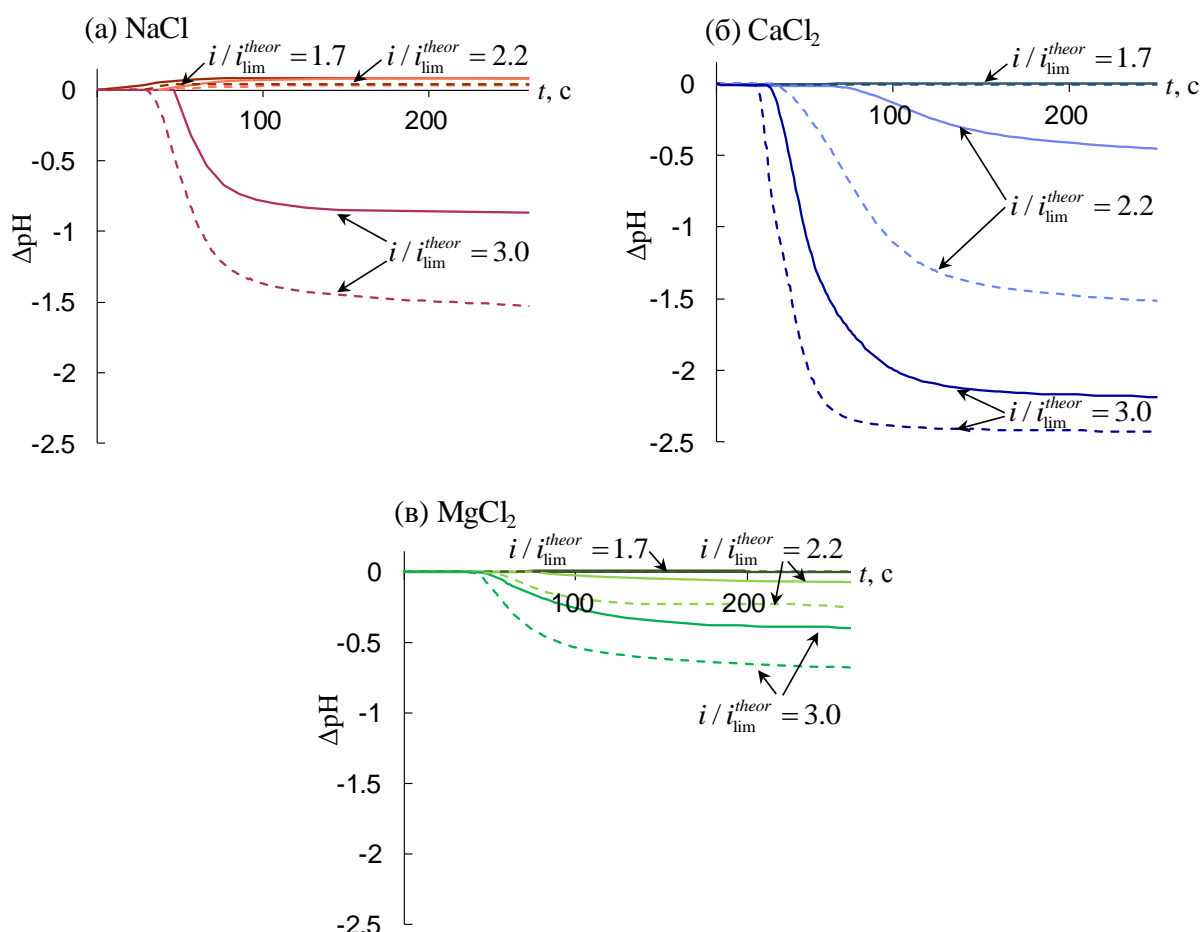 (а) NaCl
i / i_lim^theor = 1.7
i / i_lim^theor = 2.2
t, с
0
100
200
-0.5
-1
-1.5
-2
-2.5
ΔpH
i / i_lim^theor = 3.0
(б) CaCl₂
i / i_lim^theor = 1.7
t, с
0
100
200
-0.5
-1
-1.5
-2
-2.5
ΔpH
i / i_lim^theor = 2.2
i / i_lim^theor = 3.0
(в) MgCl₂
i / i_lim^theor = 1.7
i / i_lim^theor = 2.2
t, с
0
100
200
-0.5
-1
-1.5
-2
-2.5
ΔpH
i / i_lim^theor = 3.0